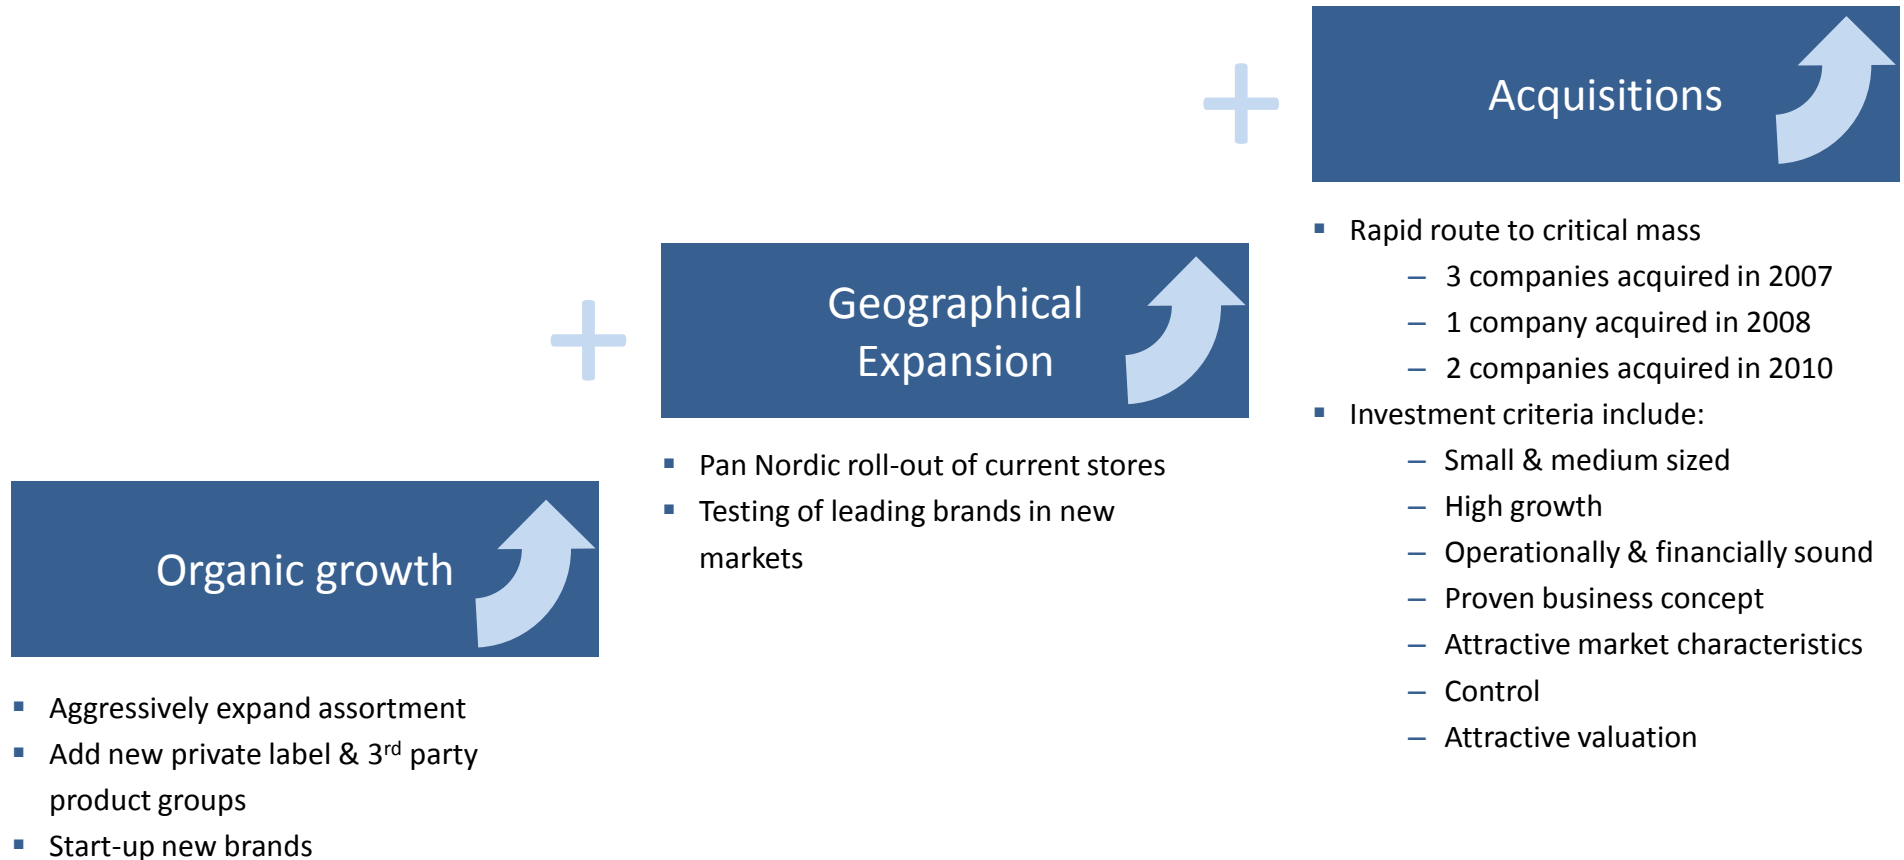 Organic growth
▪ Aggressively expand assortment
▪ Add new private label & 3rd party
product groups
▪ Start-up new brands
+
Geographical
Expansion
▪ Pan Nordic roll-out of current stores
▪ Testing of leading brands in new
markets
+
Acquisitions
▪ Rapid route to critical mass
– 3 companies acquired in 2007
– 1 company acquired in 2008
– 2 companies acquired in 2010
▪ Investment criteria include:
– Small & medium sized
– High growth
– Operationally & financially sound
– Proven business concept
– Attractive market characteristics
– Control
– Attractive valuation